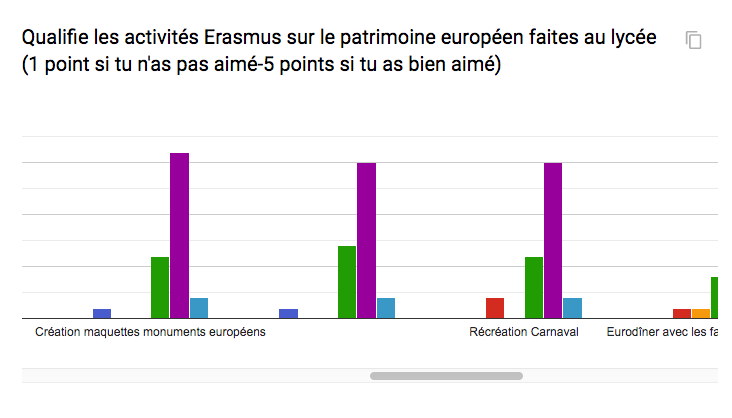 Qualifie les activités Erasmus sur le patrimoine européen faites au lycée
(1 point si tu n'as pas aimé-5 points si tu as bien aimé)
Création maquettes monuments européens
Récréation Carnaval
Eurodîner avec les fa